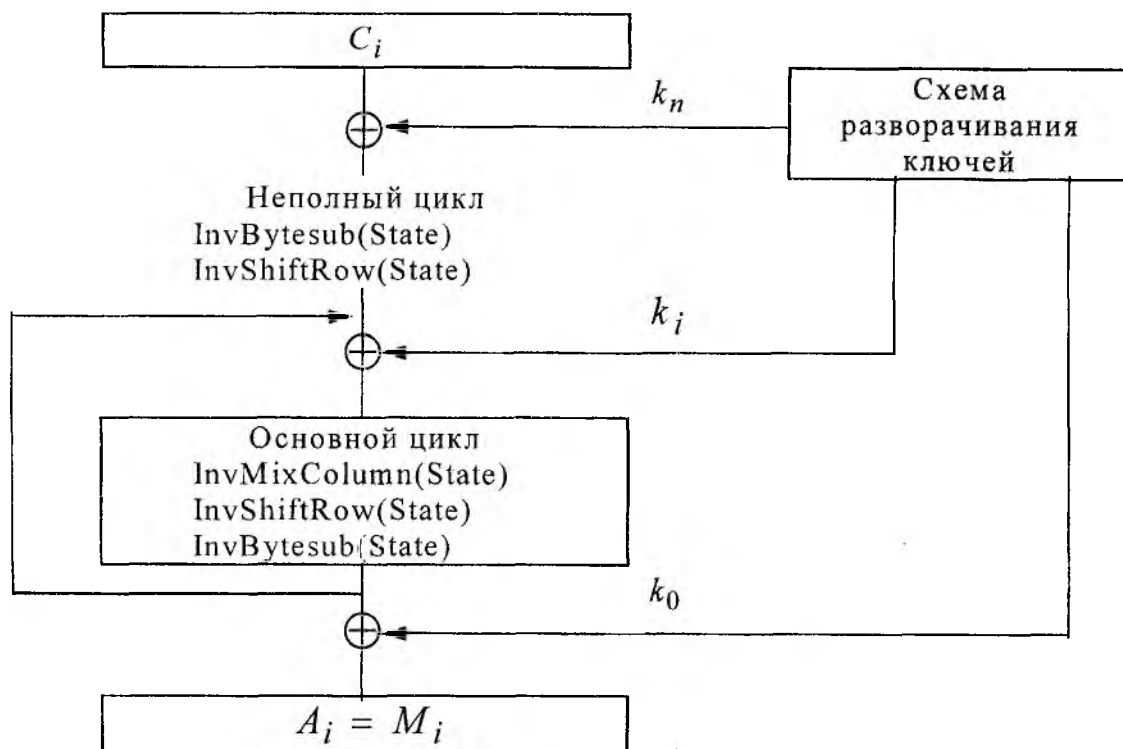 C_i
k_n
Схема
разворачивания
ключей
Неполный цикл
InvBytesub(State)
InvShiftRow(State)
k_i
Основной цикл
InvMixColumn(State)
InvShiftRow(State)
InvBytesub(State)
k_0
A_i = M_i